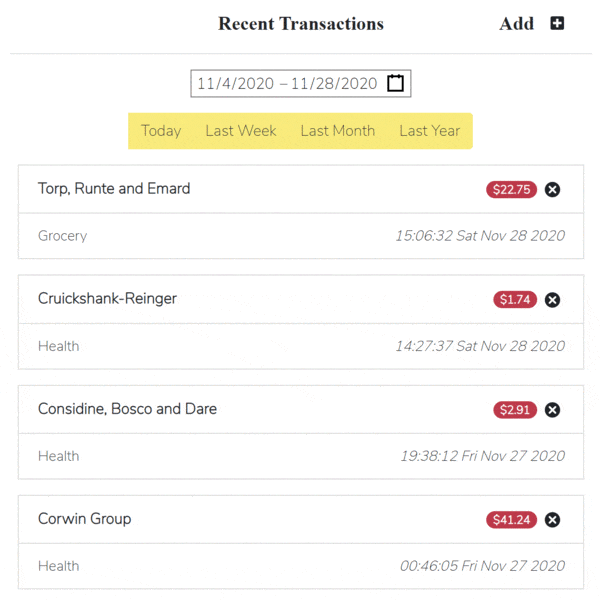 Recent Transactions Add
11/4/2020 – 11/28/2020
Today Last Week Last Month Last Year
Torp, Runte and Emard $22.75
Grocery 15:06:32 Sat Nov 28 2020
Cruickshank-Reinger $1.74
Health 14:27:37 Sat Nov 28 2020
Considine, Bosco and Dare $2.91
Health 19:38:12 Fri Nov 27 2020
Corwin Group $41.24
Health 00:46:05 Fri Nov 27 2020